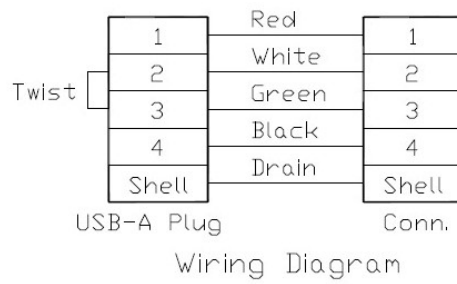 Red
1 1
White
2 2
Twist
Green
3 3
Black
4 4
Drain
Shell Shell
USB-A Plug Conn.
Wiring Diagram